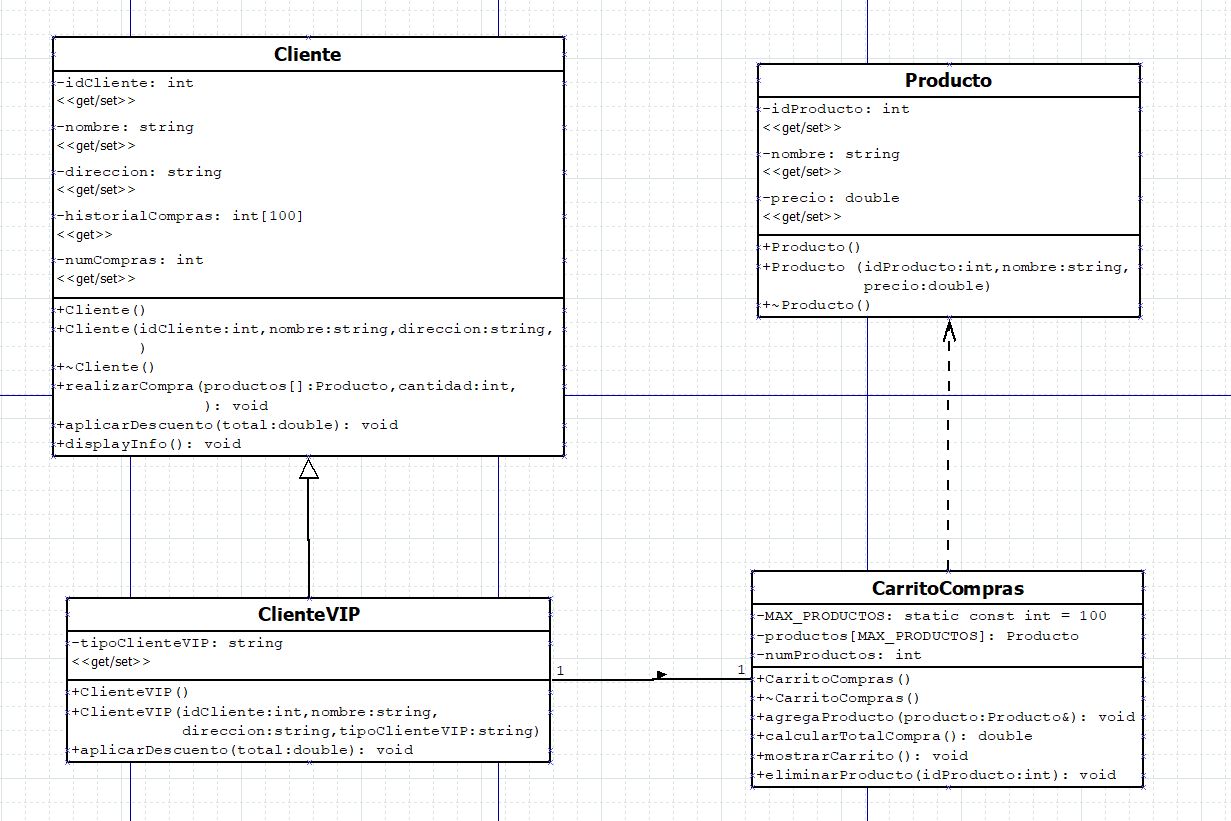 Cliente
-idCliente: int
<<get/set>>
-nombre: string
<<get/set>>
-direccion: string
<<get/set>>
-historialCompras: int[100]
<<get>>
-numCompras: int
<<get/set>>
+Cliente()
+Cliente(idCliente:int,nombre:string,direccion:string,
)
+~Cliente()
+realizarCompra(productos[]:Producto,cantidad:int,
): void
+aplicarDescuento(total:double): void
+displayInfo(): void
Producto
-idProducto: int
<<get/set>>
-nombre: string
<<get/set>>
-precio: double
<<get/set>>
+Producto()
+Producto (idProducto:int,nombre:string,
precio:double)
+~Producto()
ClienteVIP
-tipoClienteVIP: string
<<get/set>>
+ClienteVIP()
+ClienteVIP(idCliente:int,nombre:string,
direccion:string,tipoClienteVIP:string)
+aplicarDescuento(total:double): void
1
1
CarritoCompras
-MAX_PRODUCTOS: static const int = 100
-productos[MAX_PRODUCTOS]: Producto
-numProductos: int
+CarritoCompras()
+~CarritoCompras()
+agregaProducto(producto:Producto&): void
+calcularTotalCompra(): double
+mostrarCarrito(): void
+eliminarProducto(idProducto:int): void